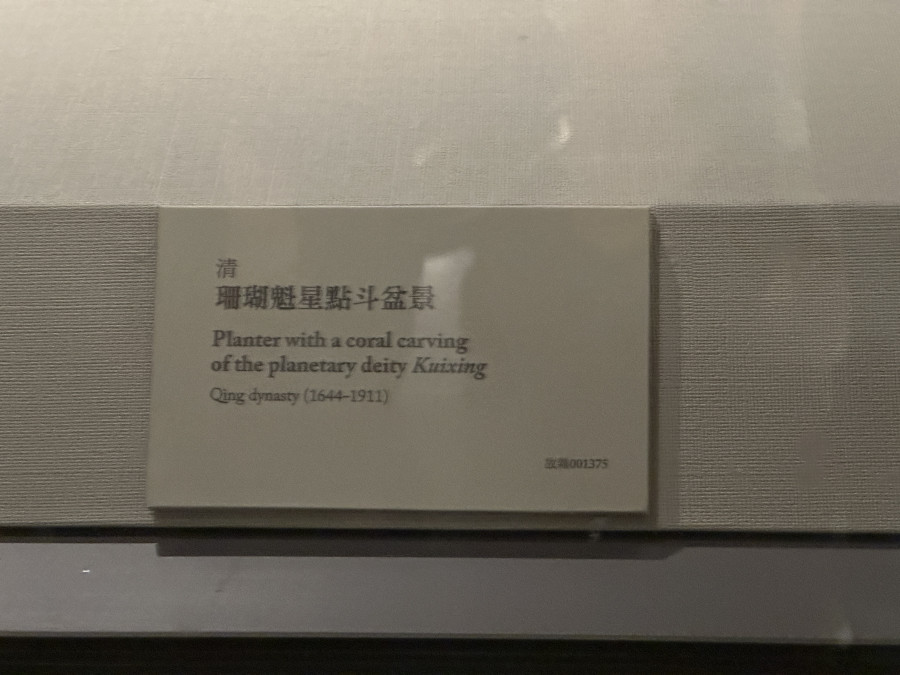 清
珊瑚魁星點斗盆景
Planter with a coral carving
of the planetary deity Kuixing
Qing dynasty (1644-1911)
故雜001375